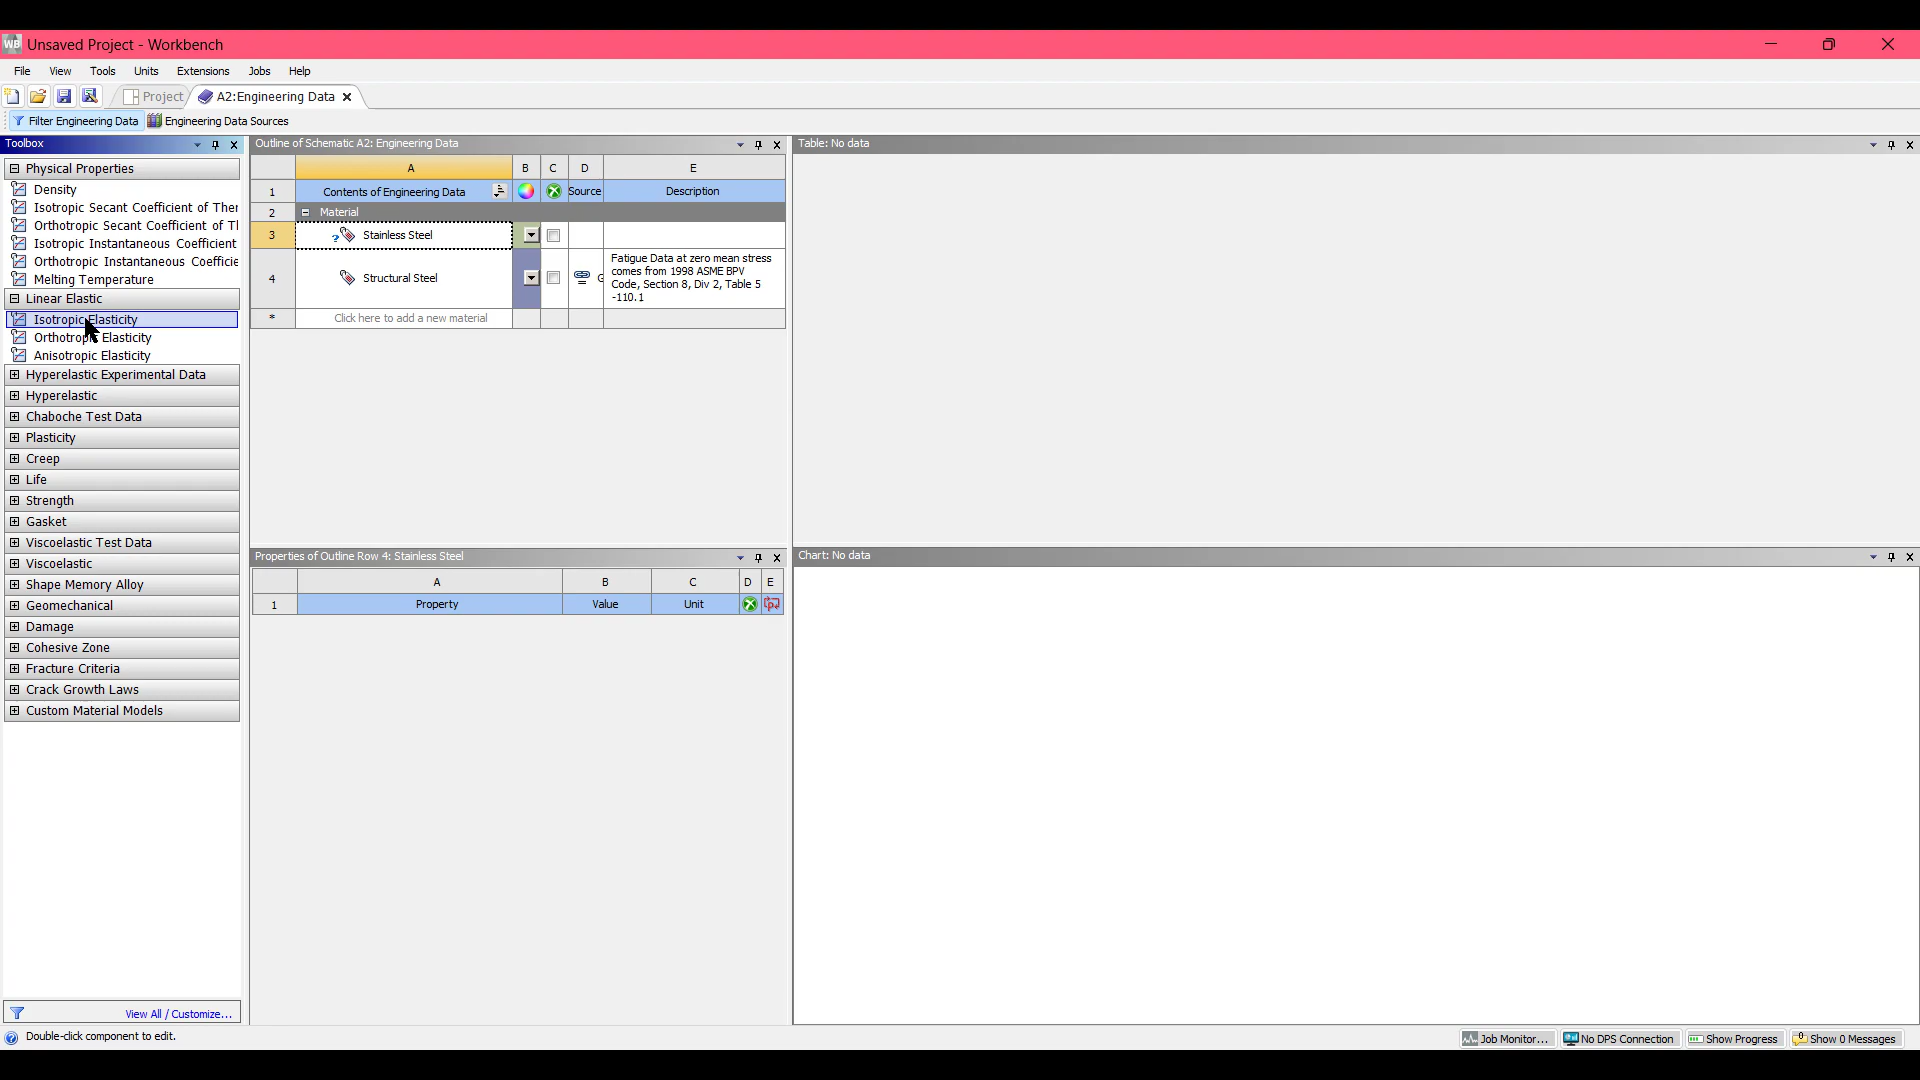 WB Unsaved Project - Workbench
File View Tools Units Extensions Jobs Help
Project A2:Engineering Data
Filter Engineering Data Engineering Data Sources
Toolbox
Physical Properties
Density
Isotropic Secant Coefficient of Ther
Orthotropic Secant Coefficient of Tl
Isotropic Instantaneous Coefficient
Orthotropic Instantaneous Coefficie
Melting Temperature
Linear Elastic
Isotropic Elasticity
Orthotropic Elasticity
Anisotropic Elasticity
Hyperelastic Experimental Data
Hyperelastic
Chaboche Test Data
Plasticity
Creep
Life
Strength
Gasket
Viscoelastic Test Data
Viscoelastic
Shape Memory Alloy
Geomechanical
Damage
Cohesive Zone
Fracture Criteria
Crack Growth Laws
Custom Material Models
View All / Customize...
Outline of Schematic A2: Engineering Data
A B C D E
1 Contents of Engineering Data Source Description
2 Material
3 ? Stainless Steel
4 Structural Steel G
Fatigue Data at zero mean stress
comes from 1998 ASME BPV
Code, Section 8, Div 2, Table 5
-110.1
* Click here to add a new material
Properties of Outline Row 4: Stainless Steel
A B C D E
1 Property Value Unit
Table: No data
Chart: No data
Double-click component to edit.
Job Monitor... No DPS Connection Show Progress Show 0 Messages